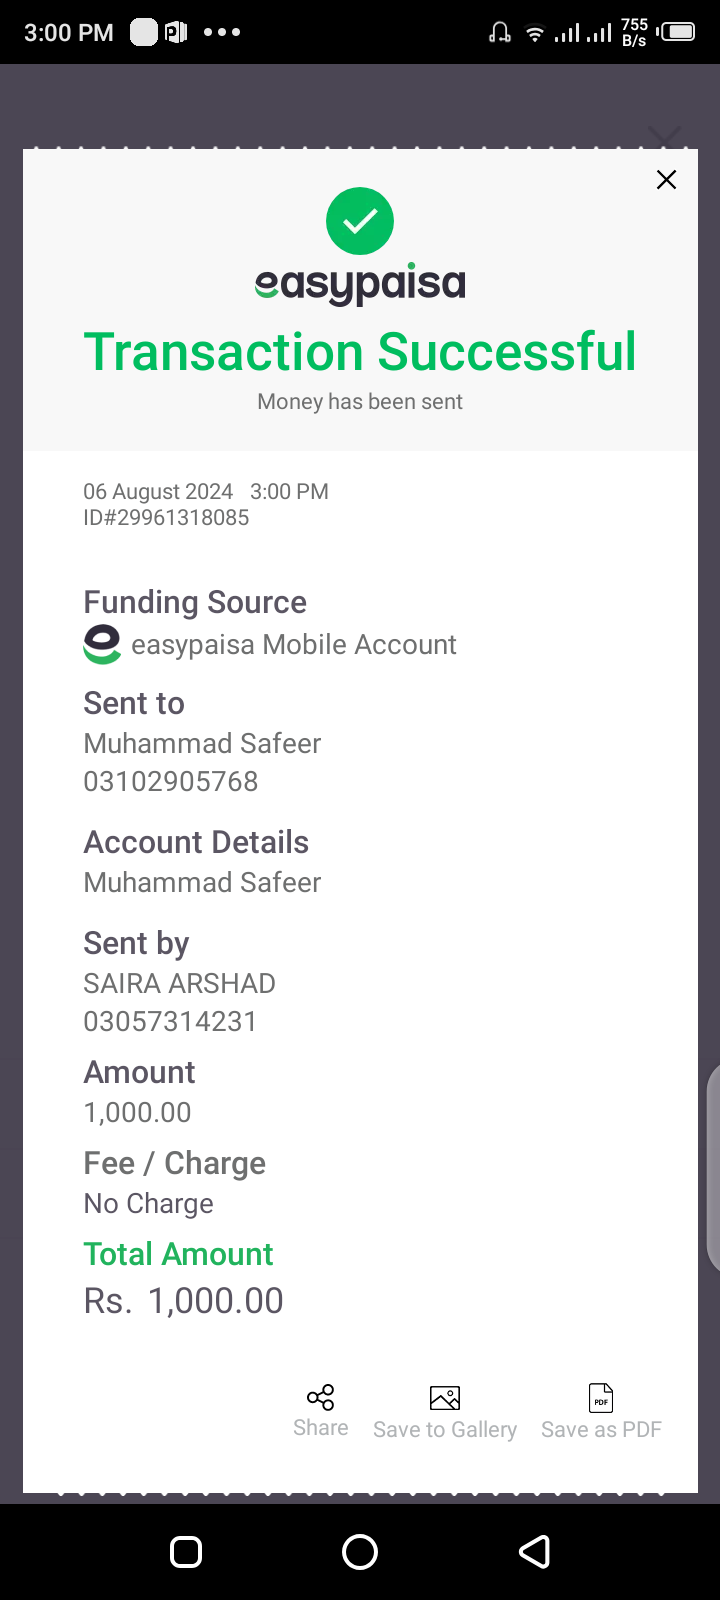 3:00 PM
755
B/s
easypaisa
Transaction Successful
Money has been sent
06 August 2024 3:00 PM
ID#29961318085
Funding Source
easypaisa Mobile Account
Sent to
Muhammad Safeer
03102905768
Account Details
Muhammad Safeer
Sent by
SAIRA ARSHAD
03057314231
Amount
1,000.00
Fee / Charge
No Charge
Total Amount
Rs. 1,000.00
PDF
Share Save to Gallery Save as PDF